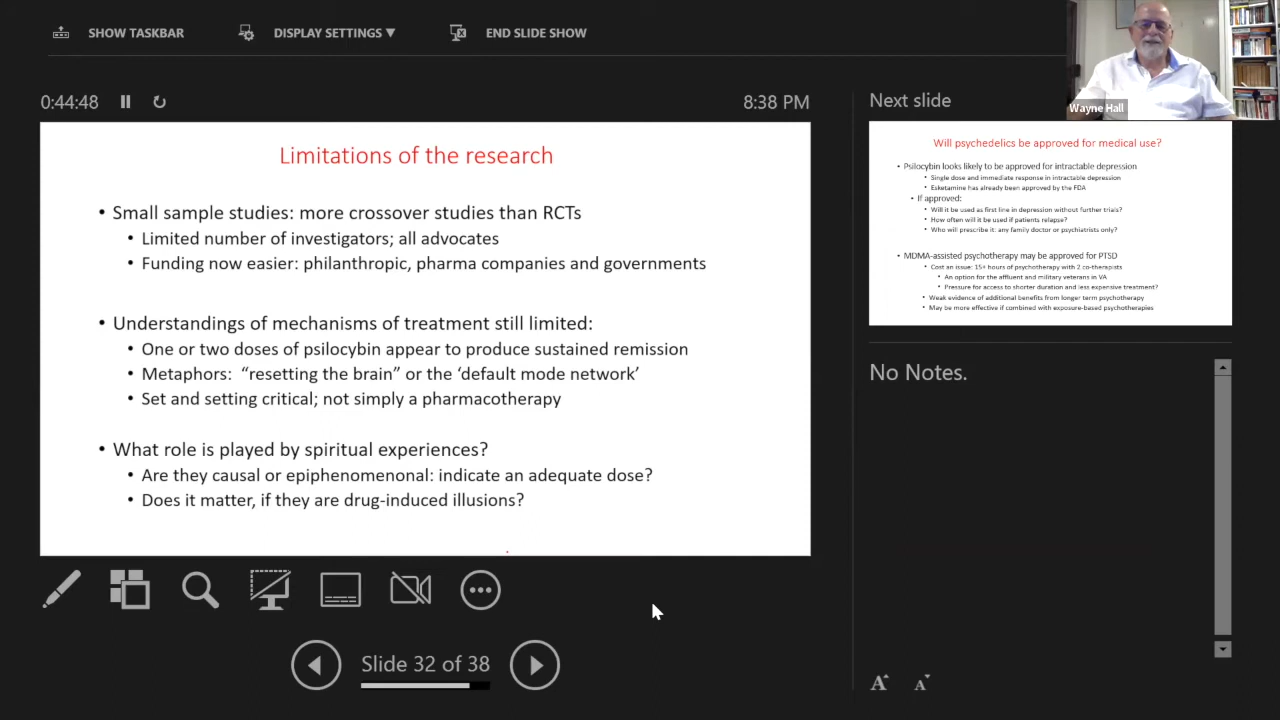 SHOW TASKBAR
DISPLAY SETTINGS ▼
END SLIDE SHOW
0:44:48
8:38 PM
Limitations of the research
• Small sample studies: more crossover studies than RCTs
• Limited number of investigators; all advocates
• Funding now easier: philanthropic, pharma companies and governments
• Understandings of mechanisms of treatment still limited:
• One or two doses of psilocybin appear to produce sustained remission
• Metaphors: “resetting the brain” or the ‘default mode network’
• Set and setting critical; not simply a pharmacotherapy
• What role is played by spiritual experiences?
• Are they causal or epiphenomenonal: indicate an adequate dose?
• Does it matter, if they are drug-induced illusions?
Slide 32 of 38
Wayne Hall
Next slide
Will psychedelics be approved for medical use?
• Psilocybin looks likely to be approved for intractable depression
• Single dose and immediate response in intractable depression
• Esketamine has already been approved by the FDA
• If approved:
• Will it be used as first line in depression without further trials?
• How often will it be used if patients relapse?
• Who will prescribe it: any family doctor or psychiatrists only?
MDMA-assisted psychotherapy may be approved for PTSD
• Cost an issue: 15+ hours of psychotherapy with 2 co-therapists
• An option for the affluent and military veterans in VA
• Pressure for access to shorter duration and less expensive treatment?
• Weak evidence of additional benefits from longer term psychotherapy
• May be more effective if combined with exposure-based psychotherapies
No Notes.
A A